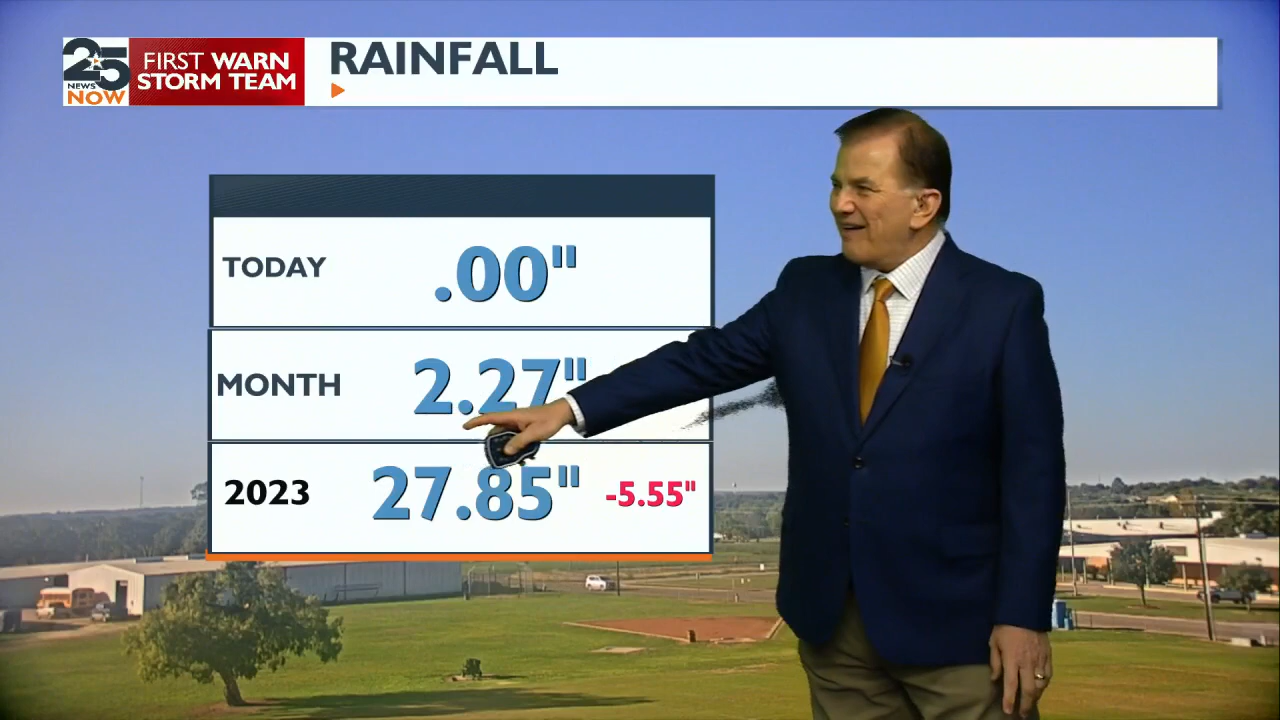 25
NEWS
NOW
FIRST WARN
STORM TEAM
RAINFALL
TODAY .00"
MONTH 2.27"
2023 27.85" -5.55"